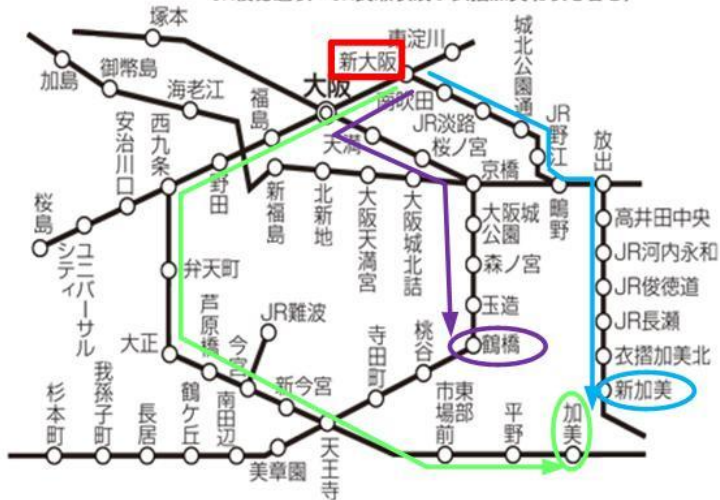 塚本
東淀川
新大阪
城北公園通
加島
御幣島
海老江
大阪
南吹田
福島
JR淡路
JR野江
安治川口
西九条
天満
桜ノ宮
放出
京橋
野田
新福島
北新地
大阪天満宮
大阪城北詰
大阪城公園
鴫野
高井田中央
桜島
ユニバーサルシティ
森ノ宮
JR河内永和
弁天町
JR俊徳道
芦原橋
JR難波
玉造
JR長瀬
大正
今宮
寺田町
桃谷
鶴橋
衣摺加美北
新今宮
新加美
杉本町
我孫子町
長居
鶴ケ丘
南田辺
美章園
天王寺
東部市場前
平野
加美